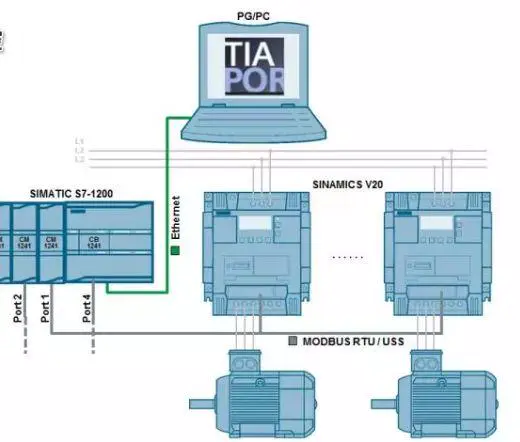 PG/PC
TIA
POR
L1
L2
L2
SIMATIC S7-1200
SINAMICS V20
CM
1241
CM
1241
CB
1241
Ethernet
......
Port 2
Port 1
Port 4
MODBUS RTU / USS